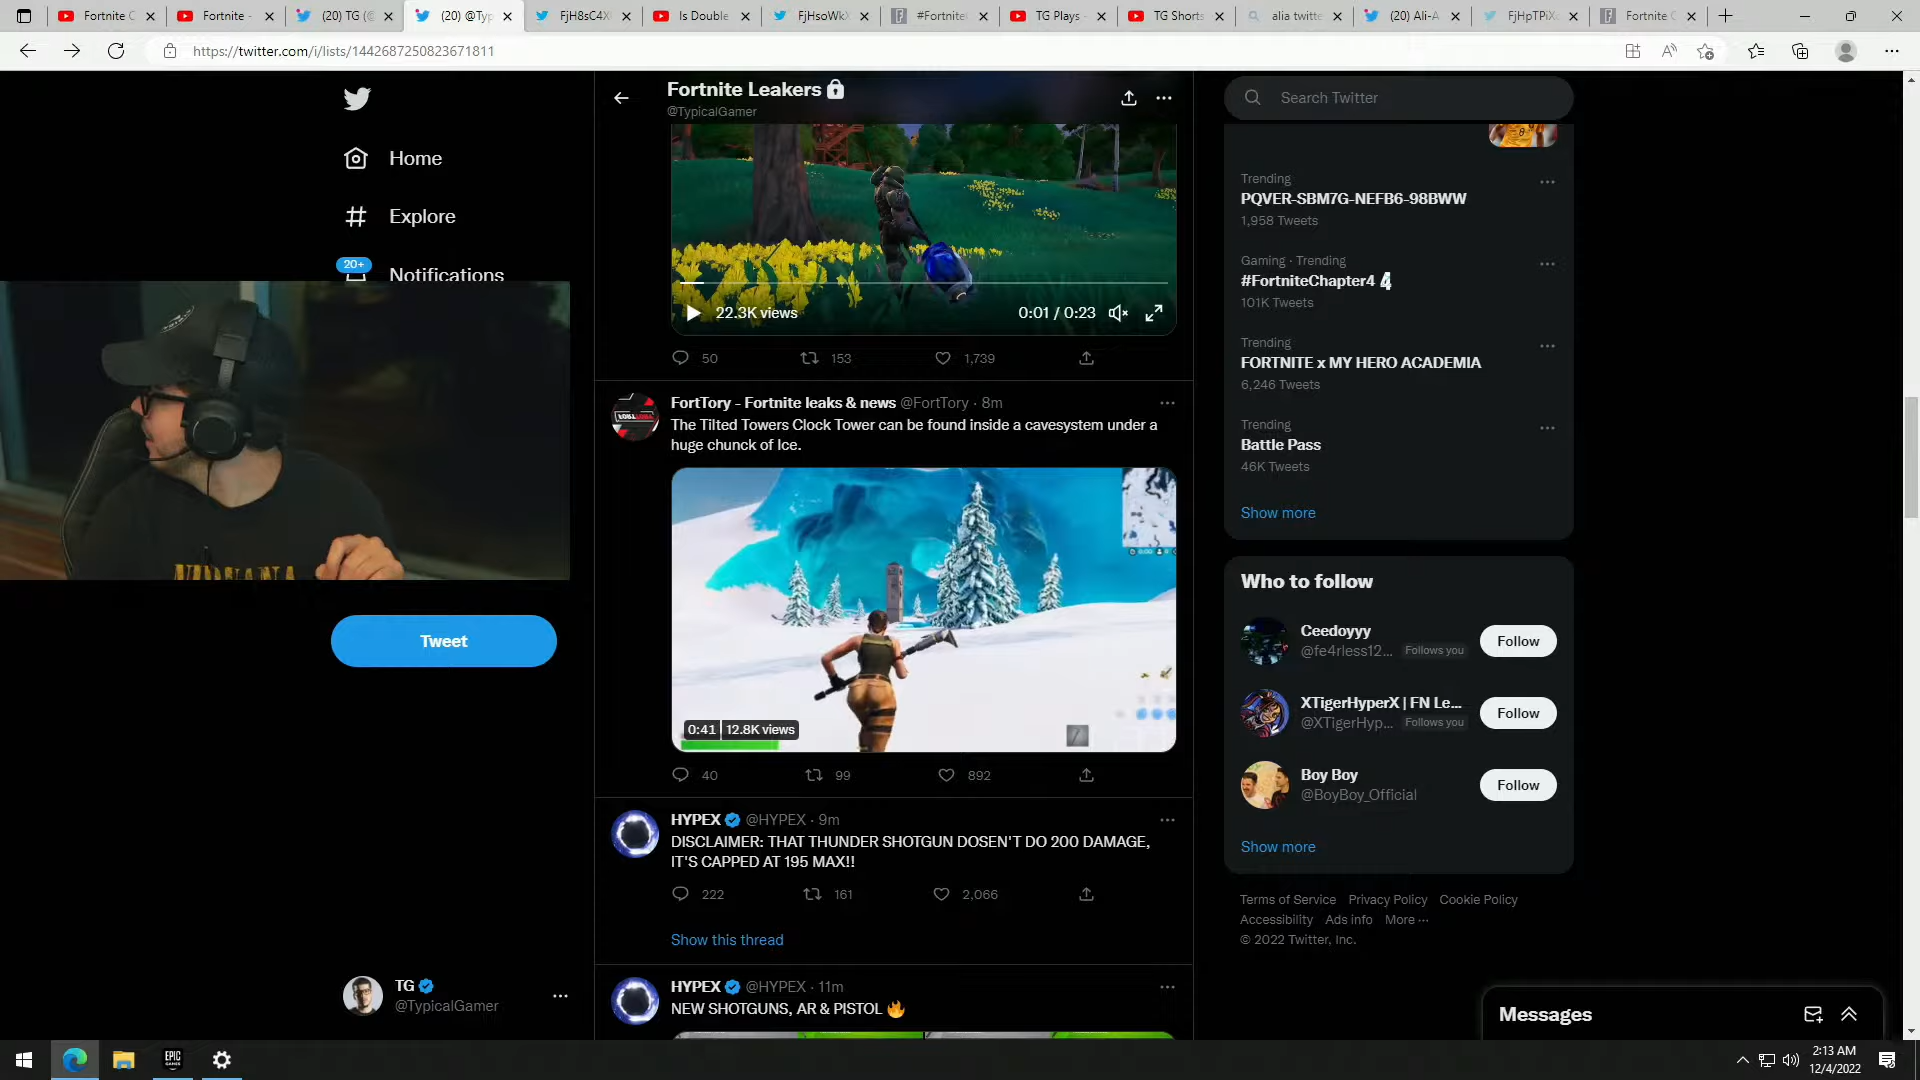 Fortnite C
Fortnite -
(20) TG (@
(20) @Typ
FjH8sC4X
Is Double
FjHsoWkX
#Fortnite
TG Plays -
TG Shorts
alia twitte
(20) Ali-A
FjHpTPiX
Fortnite C
https://twitter.com/i/lists/1442687250823671811
Home
Explore
20+
Notifications
Tweet
TG
@TypicalGamer
Fortnite Leakers
@TypicalGamer
22.3K views
0:01 / 0:23
50
153
1,739
FortTory - Fortnite leaks & news @FortTory · 8m
The Tilted Towers Clock Tower can be found inside a cavesystem under a
huge chunck of Ice.
0:41
12.8K views
40
99
892
HYPEX @HYPEX · 9m
DISCLAIMER: THAT THUNDER SHOTGUN DOSEN'T DO 200 DAMAGE,
IT'S CAPPED AT 195 MAX!!
222
161
2,066
Show this thread
HYPEX @HYPEX · 11m
NEW SHOTGUNS, AR & PISTOL 🔥
Search Twitter
Trending
PQVER-SBM7G-NEFB6-98BWW
1,958 Tweets
Gaming · Trending
#FortniteChapter4
101K Tweets
Trending
FORTNITE x MY HERO ACADEMIA
6,246 Tweets
Trending
Battle Pass
46K Tweets
Show more
Who to follow
Ceedoyyy
@fe4rless12... Follows you
Follow
XTigerHyperX | FN Le...
@XTigerHyp... Follows you
Follow
Boy Boy
@BoyBoy_Official
Follow
Show more
Terms of Service Privacy Policy Cookie Policy
Accessibility Ads info More ···
© 2022 Twitter, Inc.
Messages
EPIC
GAMES
2:13 AM
12/4/2022